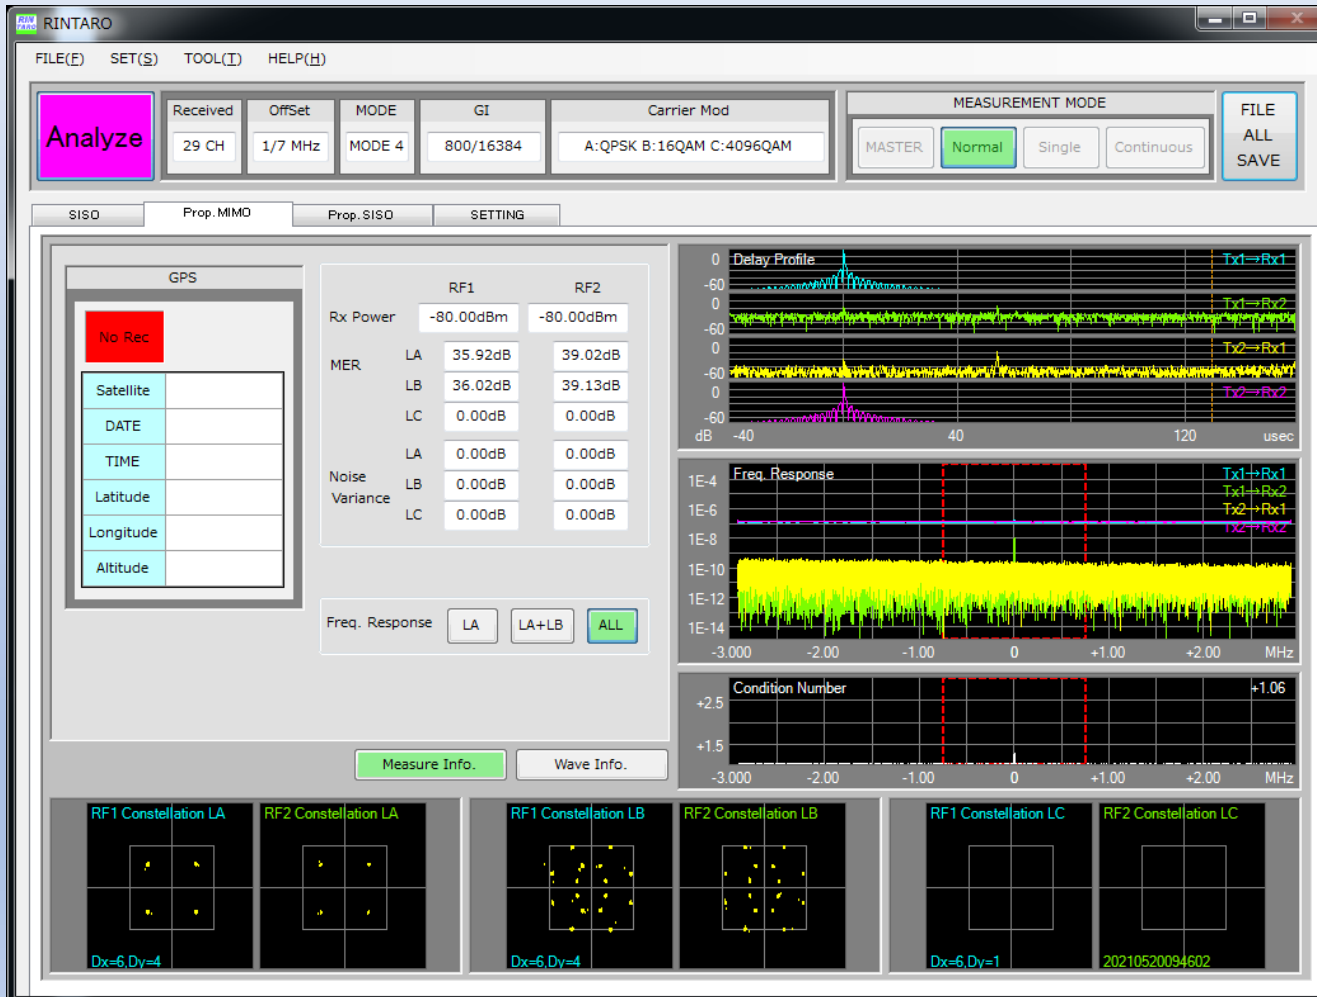 RINTARO
RINTARO
FILE(F) SET(S) TOOL(T) HELP(H)
Analyze
Received OffSet MODE GI Carrier Mod
29 CH 1/7 MHz MODE 4 800/16384 A:QPSK B:16QAM C:4096QAM
MEASUREMENT MODE
MASTER Normal Single Continuous
FILE
ALL
SAVE
SISO Prop.MIMO Prop.SISO SETTING
GPS
No Rec
Satellite
DATE
TIME
Latitude
Longitude
Altitude
RF1 RF2
Rx Power -80.00dBm -80.00dBm
MER
LA 35.92dB 39.02dB
LB 36.02dB 39.13dB
LC 0.00dB 0.00dB
Noise
Variance
LA 0.00dB 0.00dB
LB 0.00dB 0.00dB
LC 0.00dB 0.00dB
Freq. Response LA LA+LB ALL
Measure Info. Wave Info.
0 Delay Profile Tx1→Rx1
-60
0 Tx1→Rx2
-60
0 Tx2→Rx1
-60
0 Tx2→Rx2
-60
dB -40 40 120 usec
Freq. Response Tx1→Rx1
1E-4
Tx1→Rx2
1E-6 Tx2→Rx1
Tx2→Rx2
1E-8
1E-10
1E-12
1E-14
-3.000 -2.00 -1.00 0 +1.00 +2.00 MHz
Condition Number +1.06
+2.5
+1.5
-3.000 -2.00 -1.00 0 +1.00 +2.00 MHz
RF1 Constellation LA RF2 Constellation LA
Dx=6,Dy=4
RF1 Constellation LB RF2 Constellation LB
Dx=6,Dy=4
RF1 Constellation LC RF2 Constellation LC
Dx=6,Dy=1 20210520094602